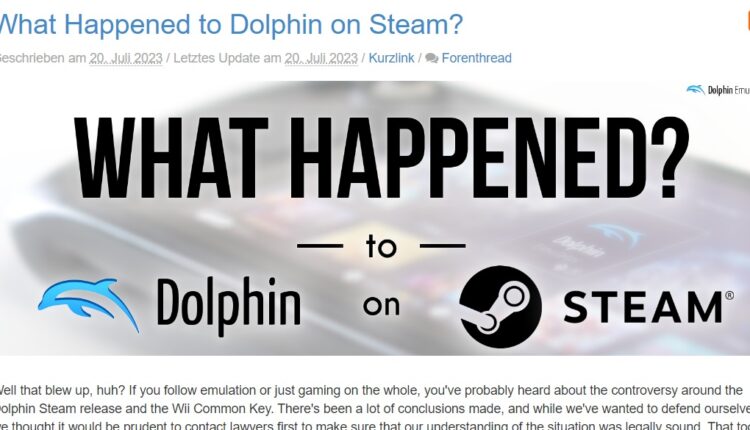 What Happened to Dolphin on Steam?
Geschrieben am 20. Juli 2023 / Letztes Update am 20. Juli 2023 / Kurzlink / Forenthread
Dolphin Emu
WHAT HAPPENED?
to
Dolphin on STEAM®
Well that blew up, huh? If you follow emulation or just gaming on the whole, you've probably heard about the controversy around the
Dolphin Steam release and the Wii Common Key. There's been a lot of conclusions made, and while we've wanted to defend ourselve
we thought it would be prudent to contact lawyers first to make sure that our understanding of the situation was legally sound. That too